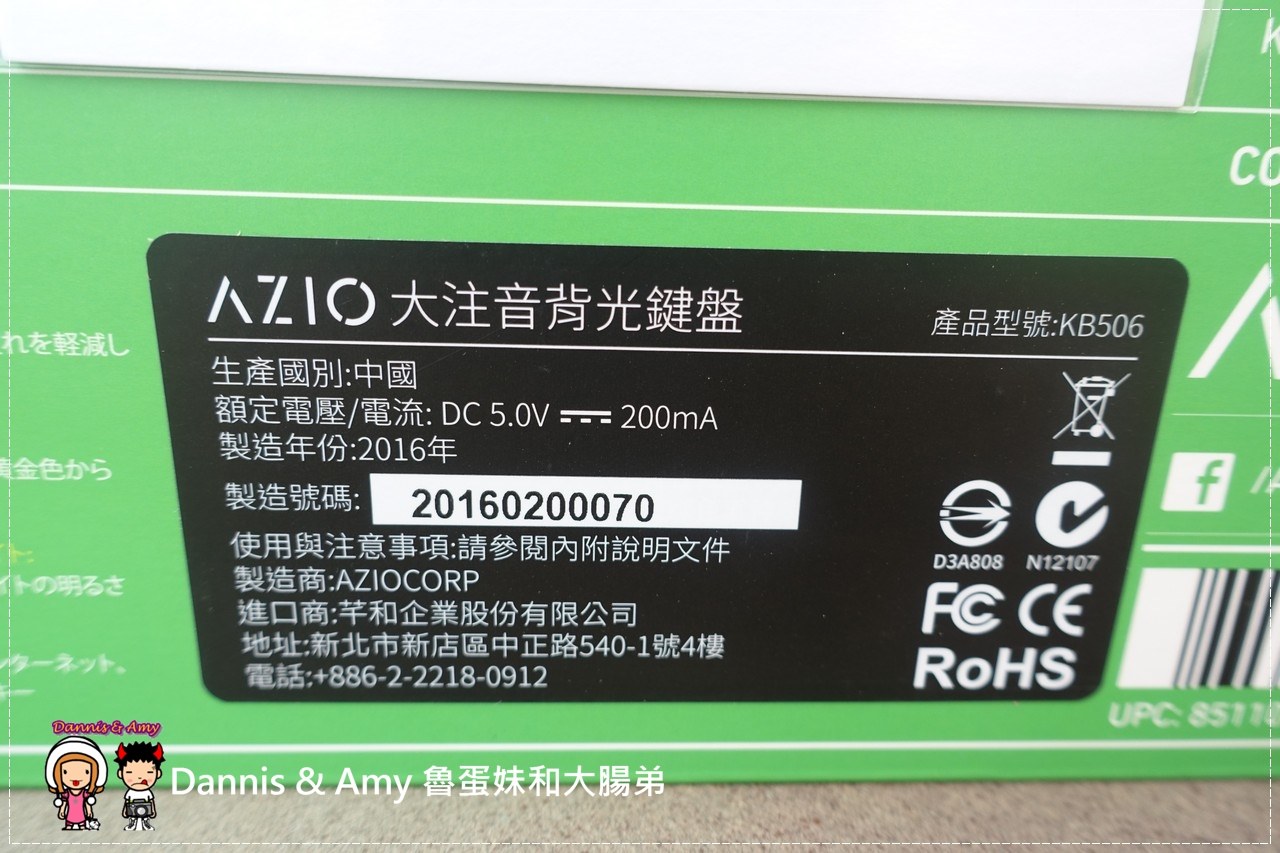 CO
れを軽減し
黄金色から
イトの明るさ
ンターネット。
キー
AZIO 大注音背光鍵盤
產品型號:KB506
生產國別:中國
額定電壓/電流: DC 5.0V 200mA
製造年份:2016年
製造號碼: 20160200070
使用與注意事項:請參閱內附說明文件
製造商:AZIOCORP
進口商:芊和企業股份有限公司
地址:新北市新店區中正路540-1號4樓
電話:+886-2-2218-0912
D3A808
N12107
FC CE
RoHS
f
UPC: 8511
Dannis & Amy
Dannis & Amy 魯蛋妹和大腸弟